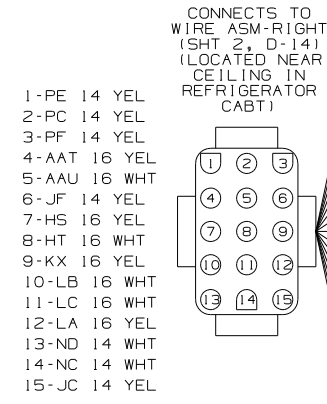 CONNECTS TO
WIRE ASM-RIGHT
(SHT 2, D-14)
(LOCATED NEAR
CEILING IN
REFRIGERATOR
CABT)
1-PE 14 YEL
2-PC 14 YEL
3-PF 14 YEL
4-AAT 16 YEL
5-AAU 16 WHT
6-JF 14 YEL
7-HS 16 YEL
8-HT 16 WHT
9-KX 16 YEL
10-LB 16 WHT
11-LC 16 WHT
12-LA 16 YEL
13-ND 14 WHT
14-NC 14 WHT
15-JC 14 YEL
1 2 3
4 5 6
7 8 9
10 11 12
13 14 15